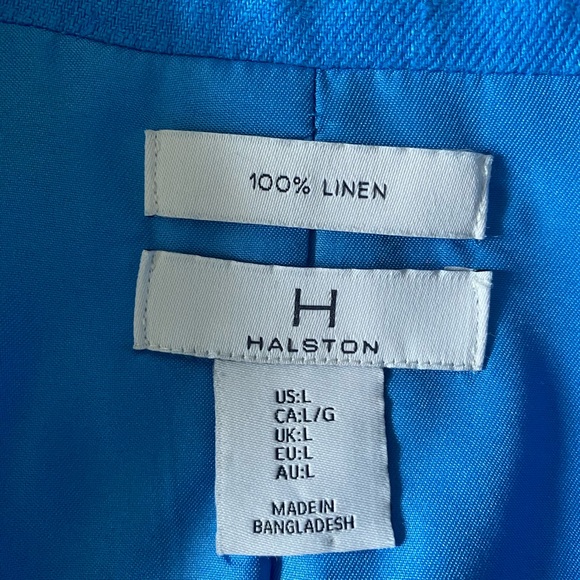 100% LINEN
H
HALSTON
US:L
CA:L/G
UK:L
EU:L
AU:L
MADE IN
BANGLADESH